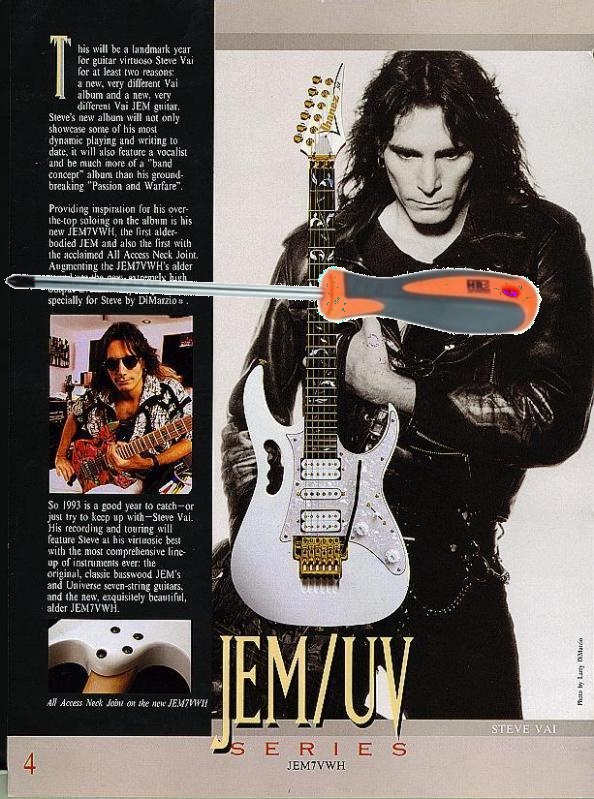 This will be a landmark year
for guitar virtuoso Steve Vai
for at least two reasons:
a new, very different Vai
album and a new, very
different Vai JEM guitar.
Steve's new album will not only
showcase some of his most
dynamic playing and writing to
date, it will also feature a vocalist
and be much more of a "band
concept" album than his ground-
breaking "Passion and Warfare".
Providing inspiration for his over-
the-top soloing on the album is his
new JEM7VWH, the first alder-
bodied JEM and also the first with
the acclaimed All Access Neck Joint.
Augmenting the JEM7VWH's alder
extremely high
specially for Steve by DiMarzio®.
So 1993 is a good year to catch—or
just try to keep up with—Steve Vai.
His recording and touring will
feature Steve at his virtuosic best
with the most comprehensive line-
up of instruments ever: the
original, classic basswood JEM's
and Universe seven-string guitars,
and the new, exquisitely beautiful,
alder JEM7VWH.
All Access Neck Joint on the new JEM7VWH
4
Ibanez
JEM/UV
SERIES
JEM7VWH
STEVE VAI
Photo by Larry DiMarzio